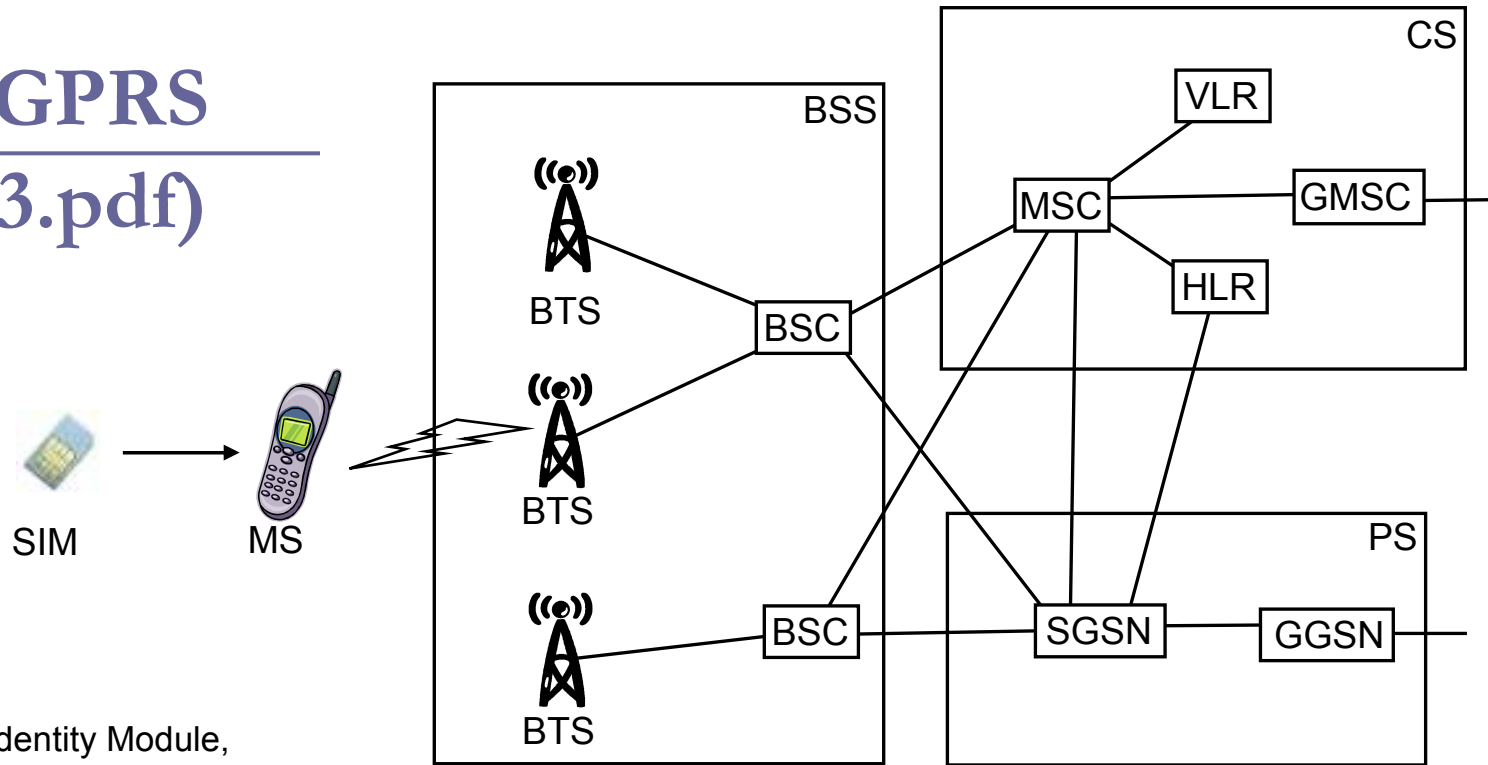 GPRS
3.pdf)
CS
BSS
VLR
MSC
GMSC
HLR
BTS
BSC
BTS
SIM
MS
PS
BSC
SGSN
GGSN
BTS
dentity Module,